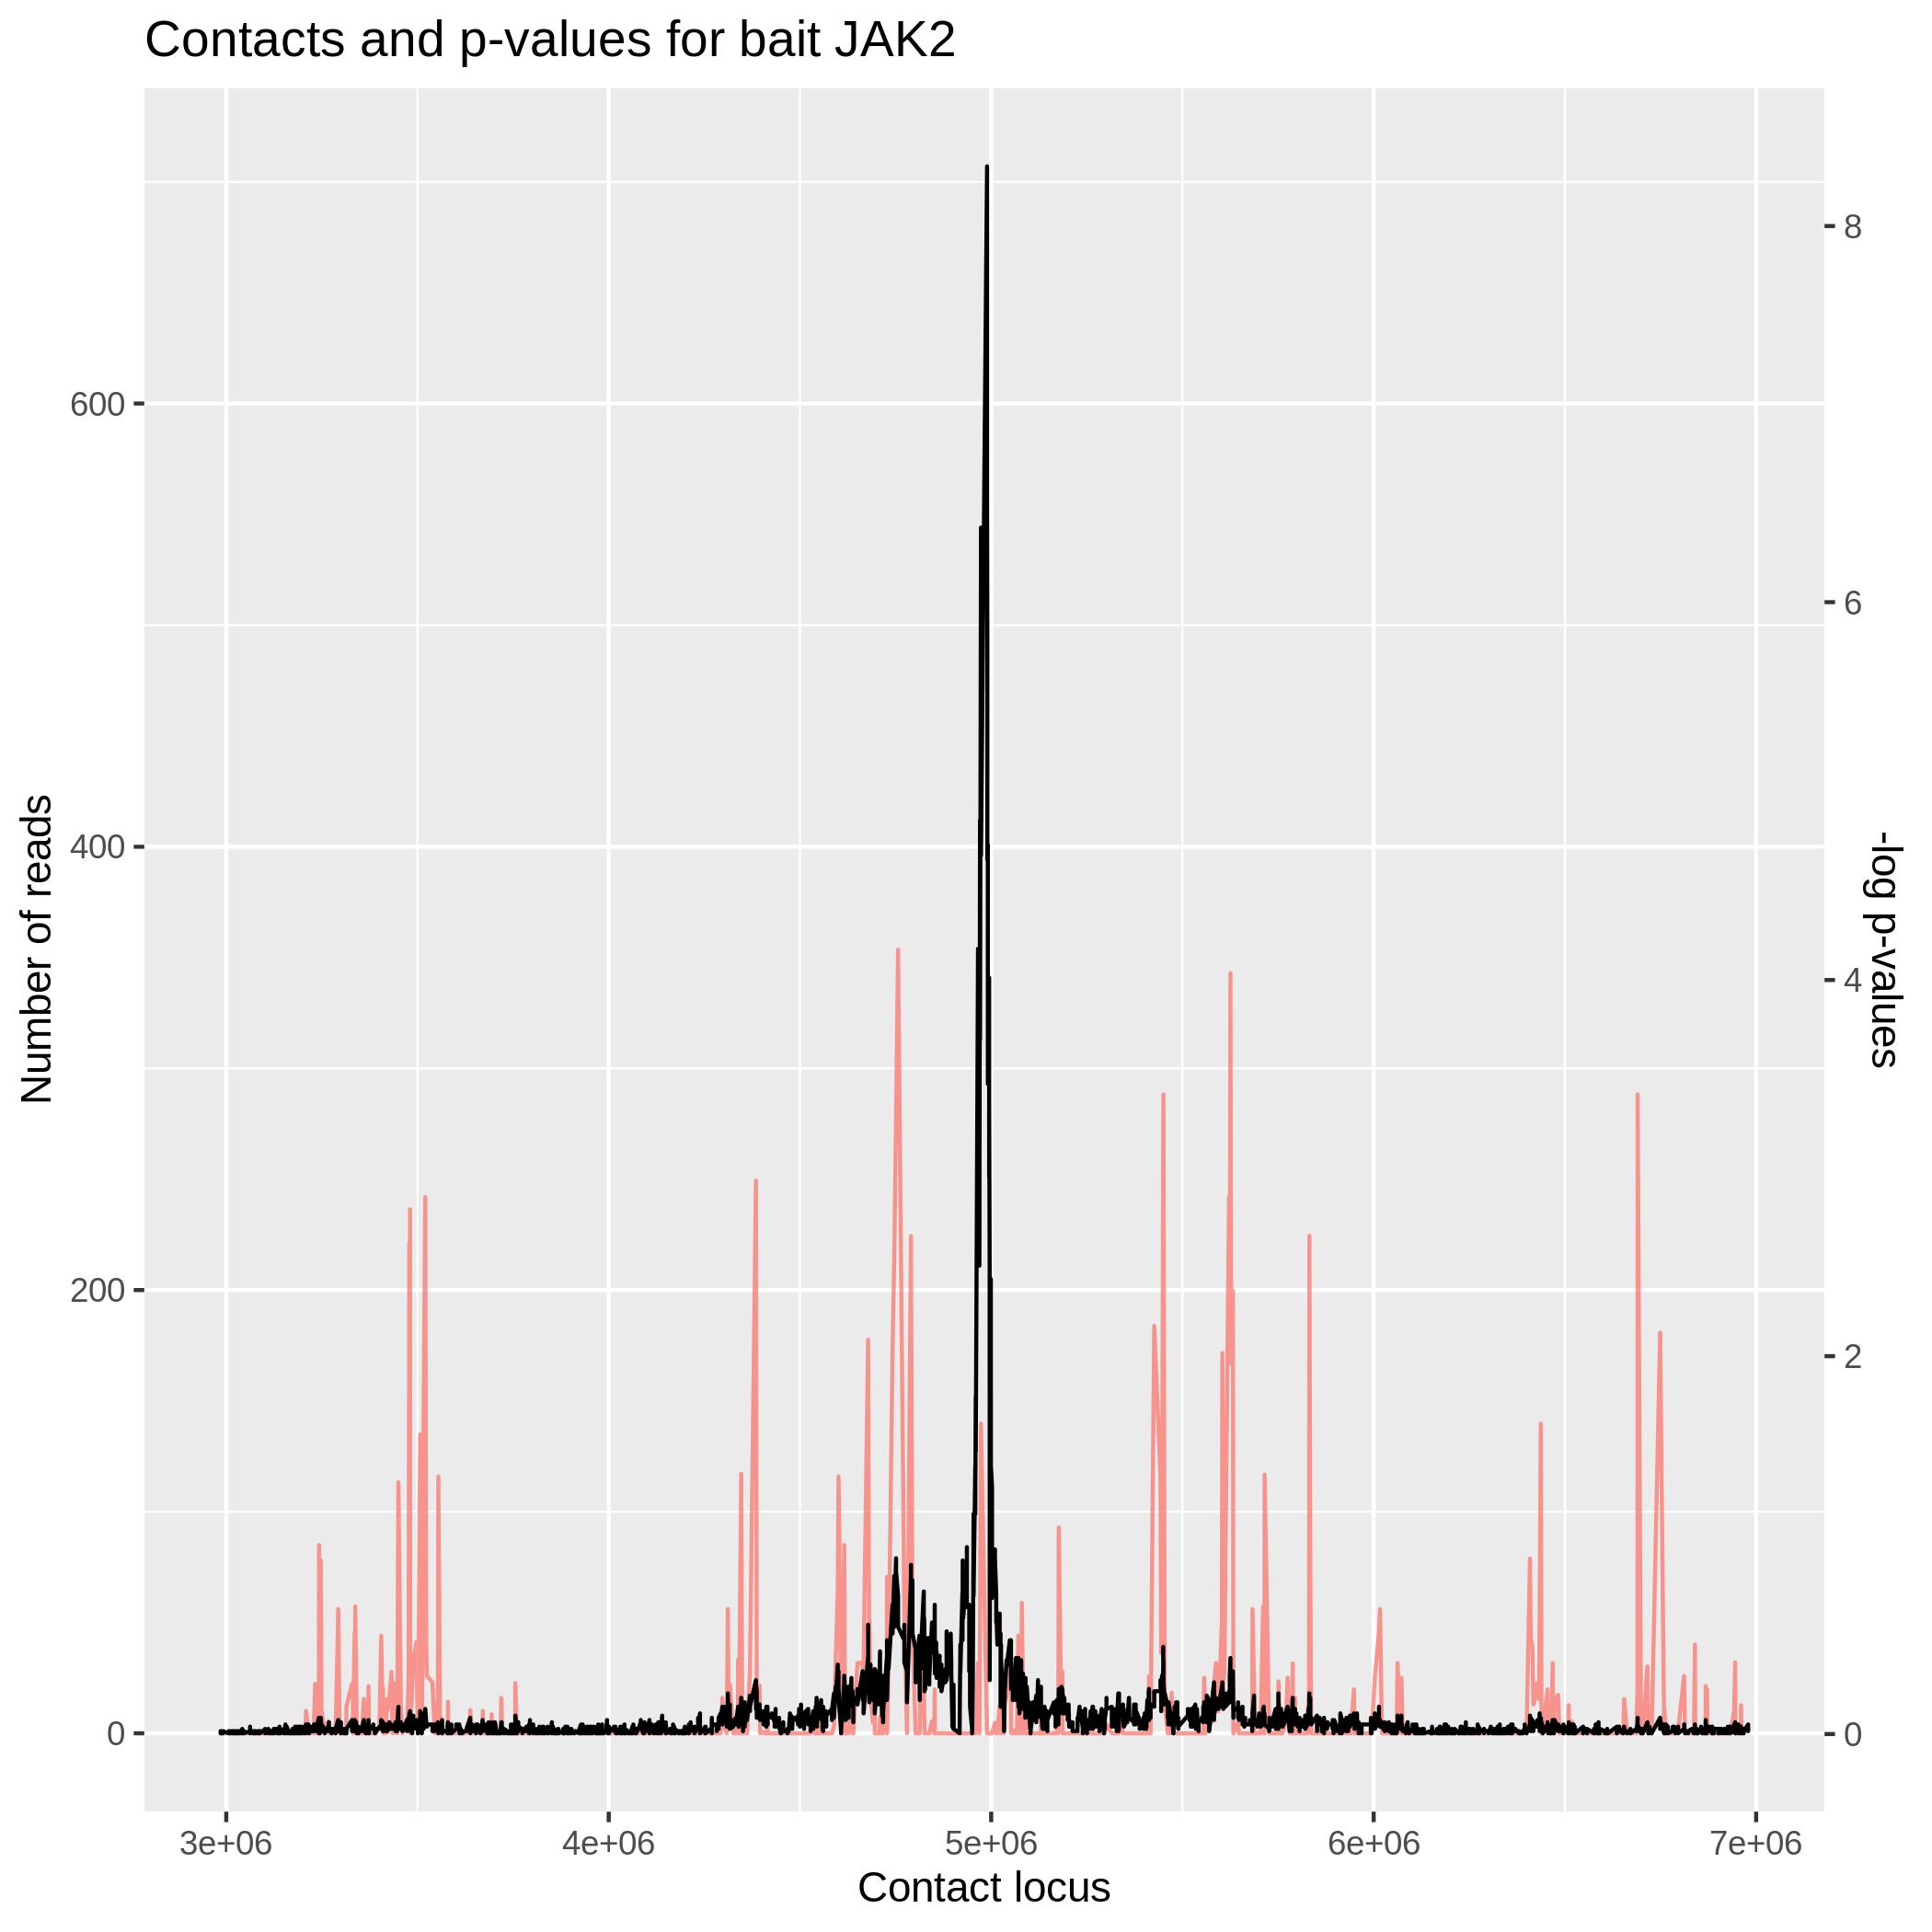 Contacts and p-values for bait JAK2
Number of reads
600
400
200
0
8
6
4
2
0
-log p-values
3e+06 4e+06 5e+06 6e+06 7e+06
Contact locus